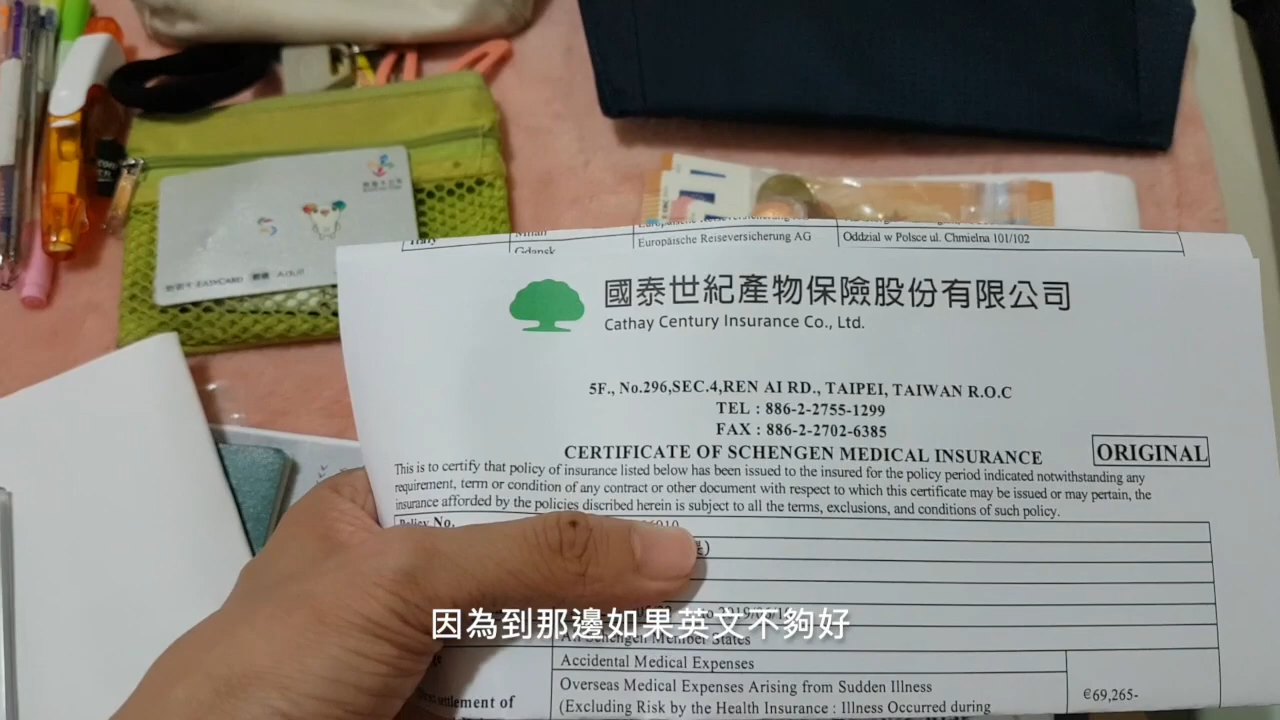 EASYCARD
Italy
Milan
Gdansk
Europäische Reiseversicherung AG
Oddzial w Polsce ul. Chmielna 101/102
國泰世紀產物保險股份有限公司
Cathay Century Insurance Co., Ltd.
5F., No.296,SEC.4,REN AI RD., TAIPEI, TAIWAN R.O.C
TEL : 886-2-2755-1299
FAX : 886-2-2702-6385
CERTIFICATE OF SCHENGEN MEDICAL INSURANCE
ORIGINAL
This is to certify that policy of insurance listed below has been issued to the insured for the policy period indicated notwithstanding any
requirement, term or condition of any contract or other document with respect to which this certificate may be issued or may pertain, the
insurance afforded by the policies discribed herein is subject to all the terms, exclusions, and conditions of such policy.
Policy No.
因為到那邊如果英文不夠好
All Schengen Member States
Accidental Medical Expenses
Overseas Medical Expenses Arising from Sudden Illness
€69,265-
settlement of
(Excluding Risk by the Health Insurance : Illness Occurred during